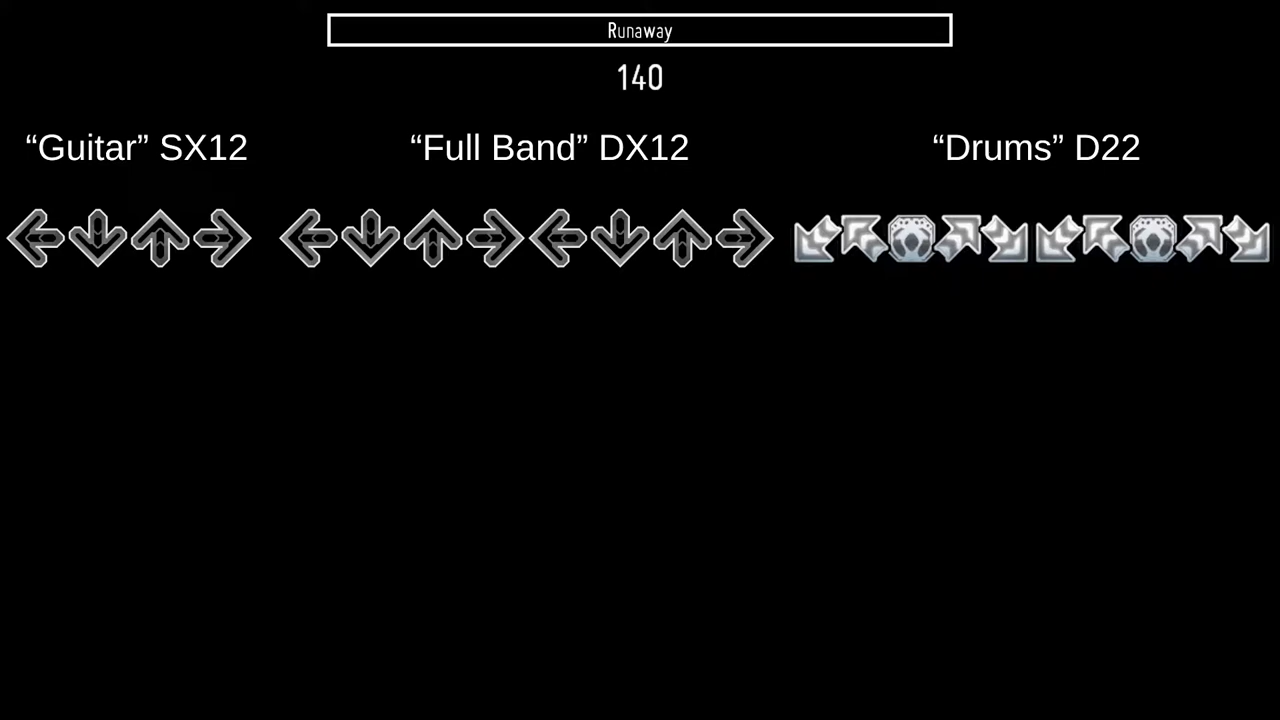 Runaway
140
“Guitar” SX12
“Full Band” DX12
“Drums” D22